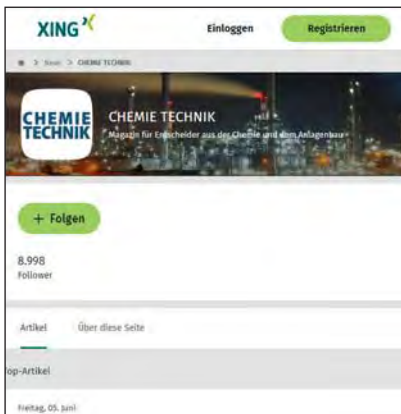 XING
Einloggen
Registrieren
> News > CHEMIE TECHNIK
CHEMIE
TECHNIK
CHEMIE TECHNIK
Magazin für Entscheider aus der Chemie und dem Anlagenbau
+ Folgen
8.998
Follower
Artikel
Über diese Seite
op-Artikel
Freitag, 05. Juni